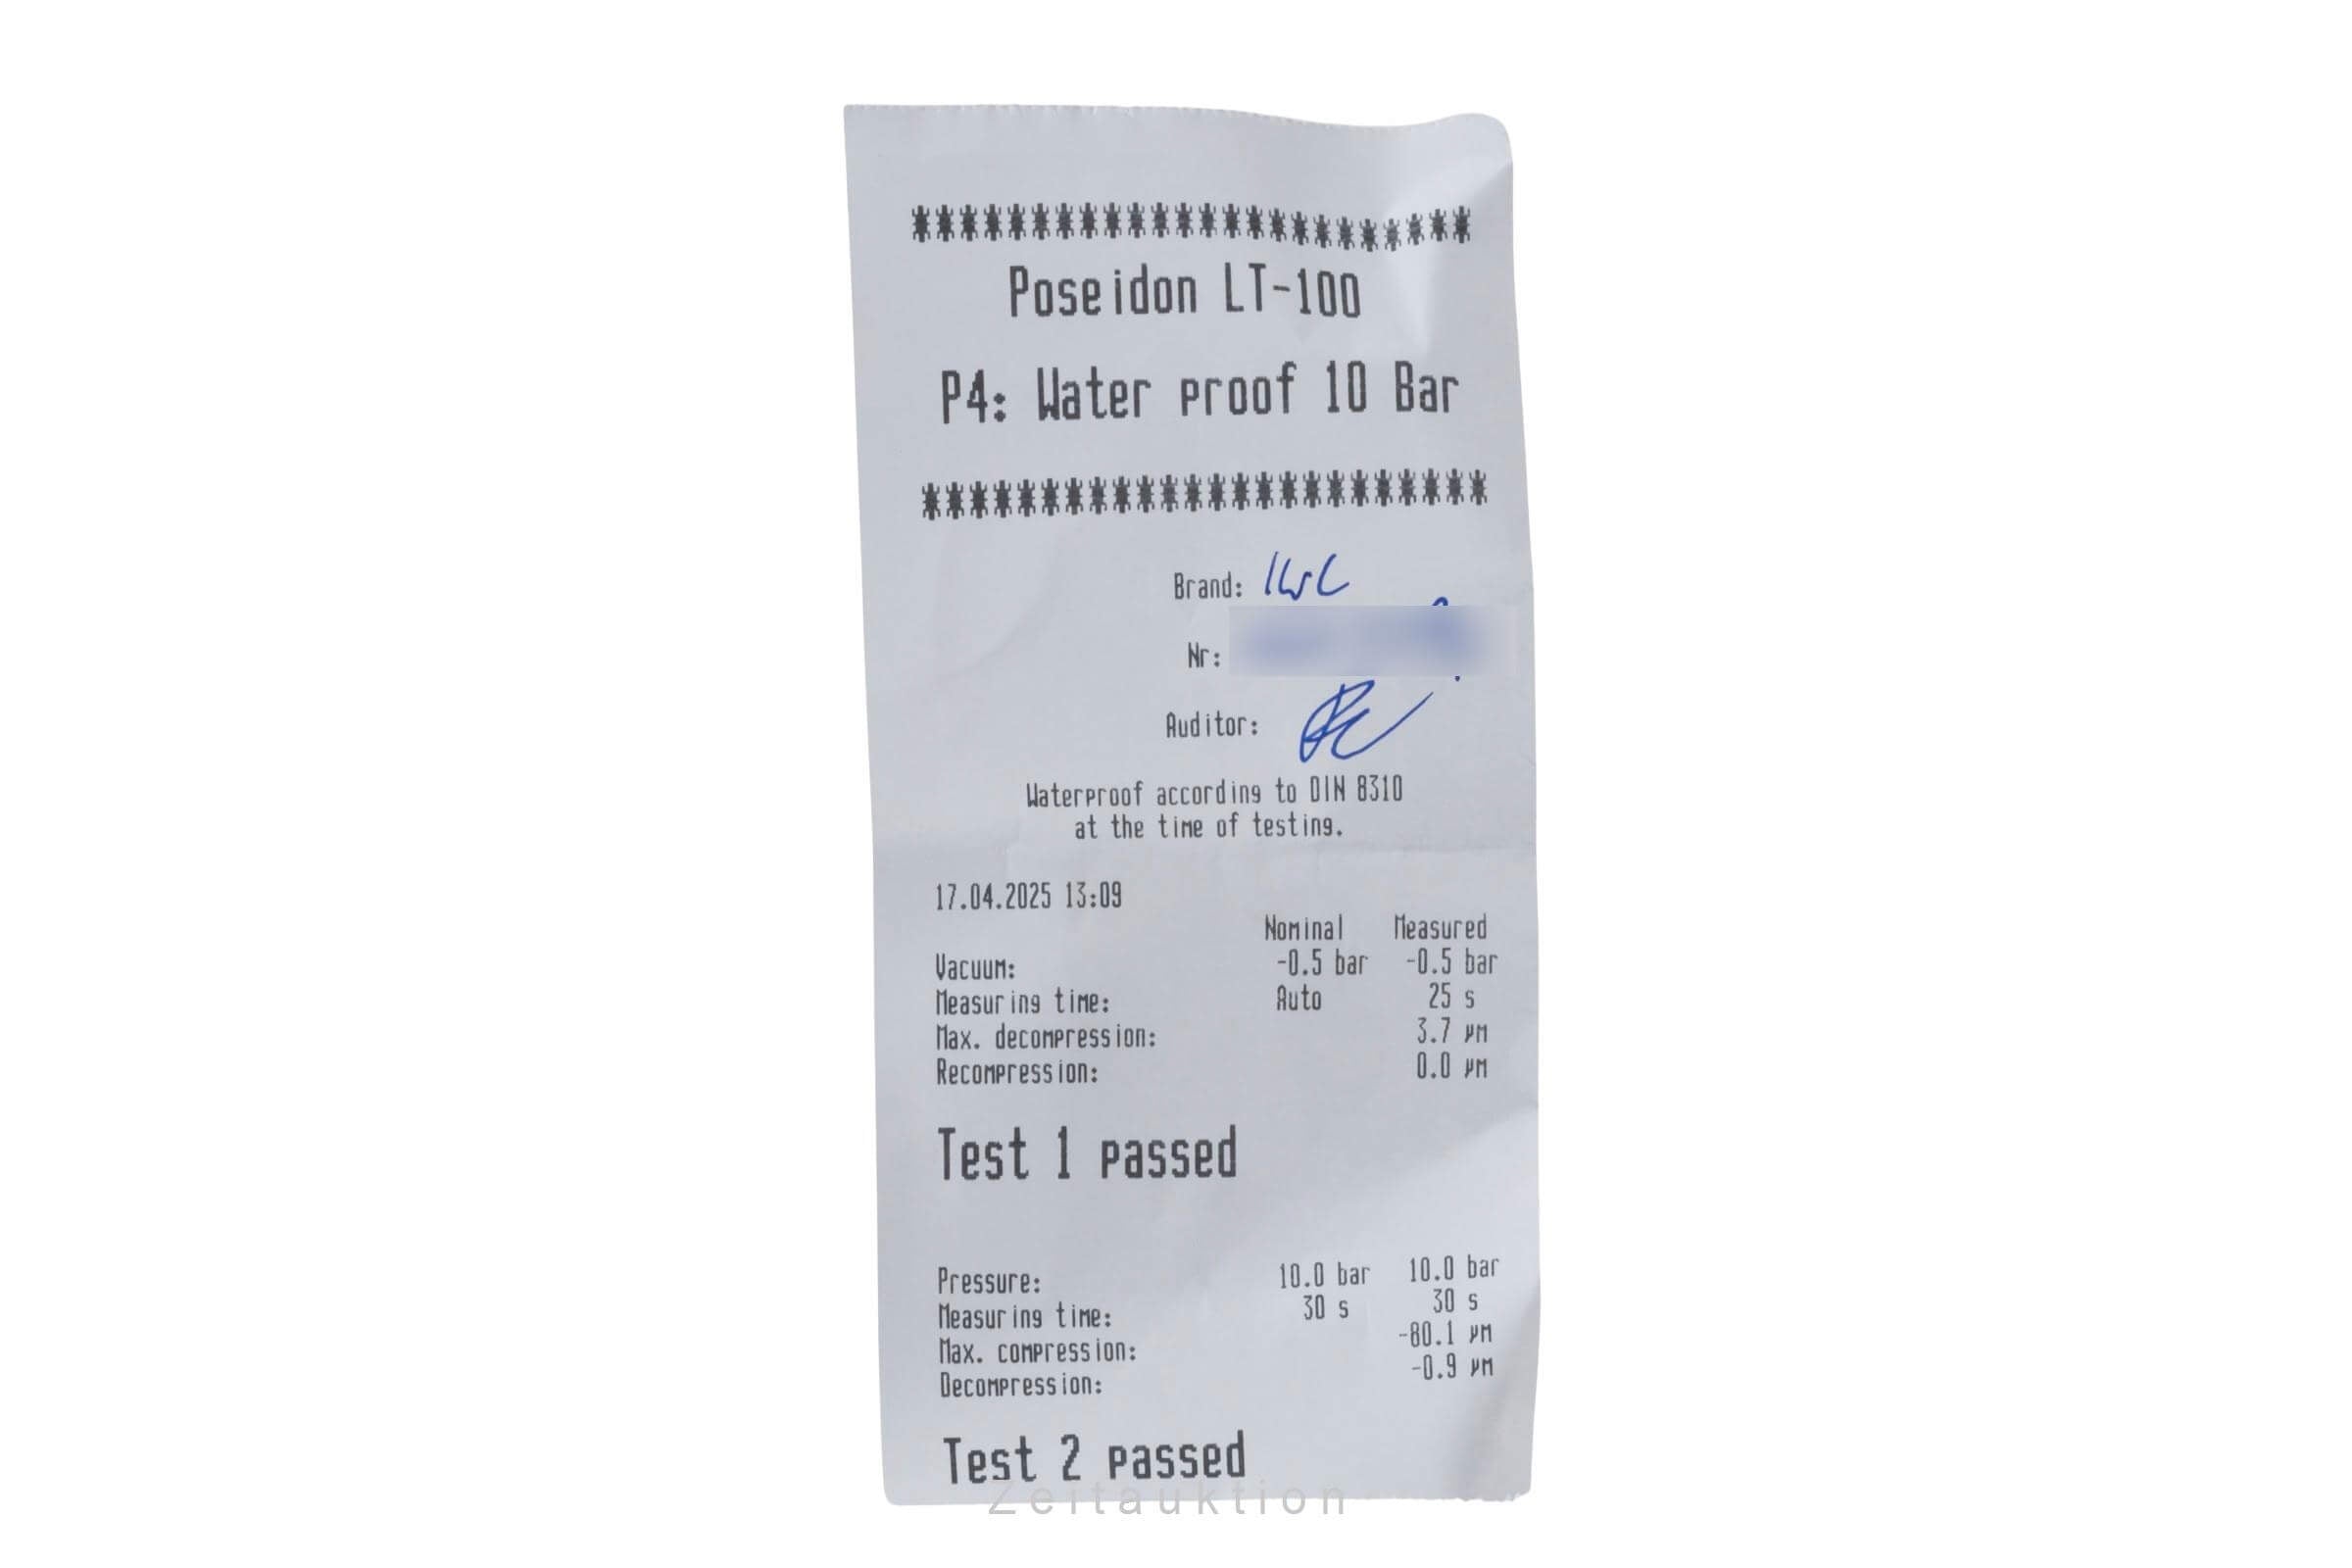 ************************
Poseidon LT-100
P4: Water proof 10 Bar
************************
Brand: IWC
Nr:
Auditor:
Waterproof according to DIN 8310
at the time of testing.
17.04.2025 13:09
Nominal Measured
Vacuum: -0.5 bar -0.5 bar
Measuring time: Auto 25 s
Max. decompression: 3.7 µm
Recompression: 0.0 µm
Test 1 passed
Pressure: 10.0 bar 10.0 bar
Measuring time: 30 s 30 s
Max. compression: -80.1 µm
Decompression: -0.9 µm
Test 2 passed
Zeitauktion